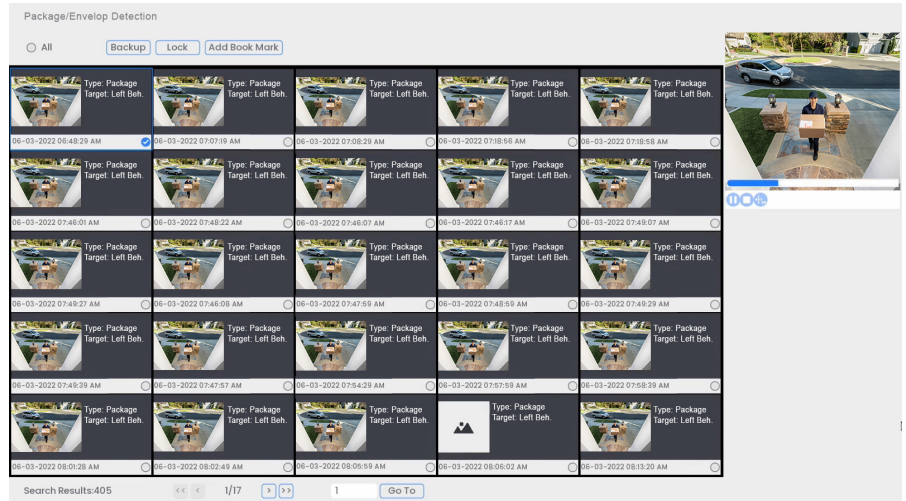 Package/Envelop Detection
All
Backup
Lock
Add Book Mark
Type: Package
Target: Left Beh.
Type: Package
Target: Left Beh.
Type: Package
Target: Left Beh.
Type: Package
Target: Left Beh.
Type: Package
Target: Left Beh.
06-03-2022 06:48:29 AM
06-03-2022 07:07:19 AM
06-03-2022 07:08:29 AM
06-03-2022 07:18:56 AM
06-03-2022 07:18:58 AM
Type: Package
Target: Left Beh.
Type: Package
Target: Left Beh.
Type: Package
Target: Left Beh.
Type: Package
Target: Left Beh.
Type: Package
Target: Left Beh.
06-03-2022 07:46:01 AM
06-03-2022 07:48:22 AM
06-03-2022 07:46:07 AM
06-03-2022 07:46:17 AM
06-03-2022 07:49:07 AM
Type: Package
Target: Left Beh.
Type: Package
Target: Left Beh.
Type: Package
Target: Left Beh.
Type: Package
Target: Left Beh.
Type: Package
Target: Left Beh.
06-03-2022 07:49:27 AM
06-03-2022 07:46:08 AM
06-03-2022 07:47:59 AM
06-03-2022 07:48:59 AM
06-03-2022 07:49:29 AM
Type: Package
Target: Left Beh.
Type: Package
Target: Left Beh.
Type: Package
Target: Left Beh.
Type: Package
Target: Left Beh.
Type: Package
Target: Left Beh.
06-03-2022 07:49:39 AM
06-03-2022 07:47:57 AM
06-03-2022 07:54:29 AM
06-03-2022 07:57:59 AM
06-03-2022 07:58:39 AM
Type: Package
Target: Left Beh.
Type: Package
Target: Left Beh.
Type: Package
Target: Left Beh.
Type: Package
Target: Left Beh.
Type: Package
Target: Left Beh.
06-03-2022 08:01:28 AM
06-03-2022 08:02:49 AM
06-03-2022 08:05:59 AM
06-03-2022 08:06:02 AM
06-03-2022 08:13:20 AM
Search Results:405
<< < 1/17 > >> 1 Go To